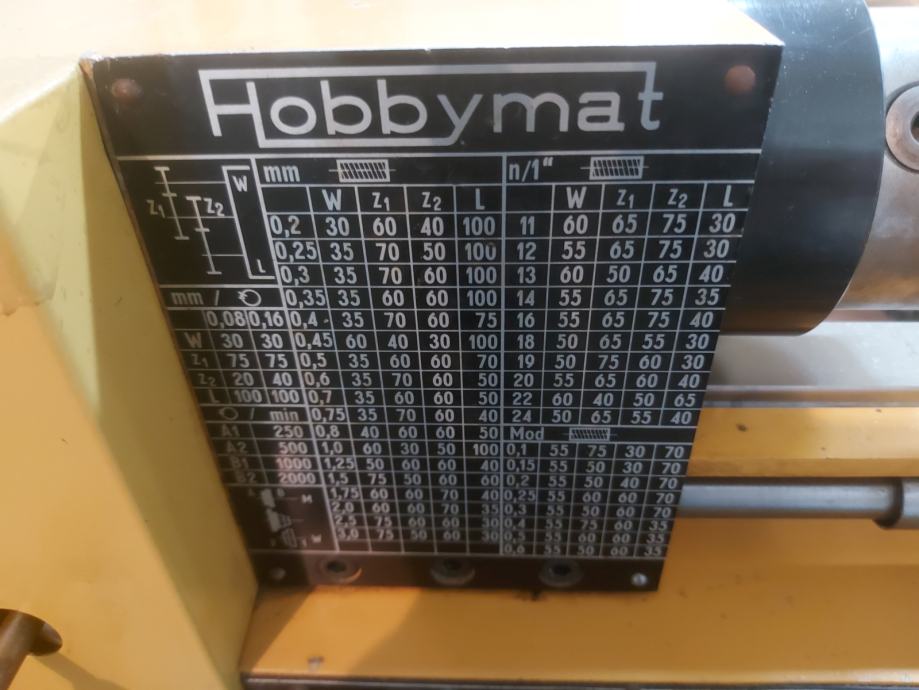 Hobbymat
W
Z1 Z2
L
mm n/1"
W Z1 Z2 L W Z1 Z2 L
0,2 30 60 40 100 11 60 65 75 30
0,25 35 70 50 100 12 55 65 75 30
0,3 35 70 60 100 13 60 50 65 40
mm / 0,35 35 60 60 100 14 55 65 75 35
0,08 0,16 0,4 35 70 60 75 16 55 65 75 40
W 30 30 0,45 60 40 30 100 18 50 65 55 30
Z1 75 75 0,5 35 60 60 70 19 50 75 60 30
Z2 20 40 0,6 35 70 60 50 20 55 65 60 40
L 100 100 0,7 35 60 60 50 22 60 40 50 65
/ min 0,75 35 70 60 40 24 50 65 55 40
A1 250 0,8 40 60 60 50 Mod
A2 500 1,0 60 30 50 100 0,1 55 75 30 70
B1 1000 1,25 50 60 60 40 0,15 55 50 30 70
B2 2000 1,5 75 50 60 60 0,2 55 50 40 70
M 1,75 60 60 70 40 0,25 55 60 60 70
2,0 60 60 70 35 0,3 55 50 60 70
2,5 75 60 60 30 0,4 55 75 60 35
W 3,0 75 50 60 30 0,5 55 60 60 35
0,6 55 50 60 35